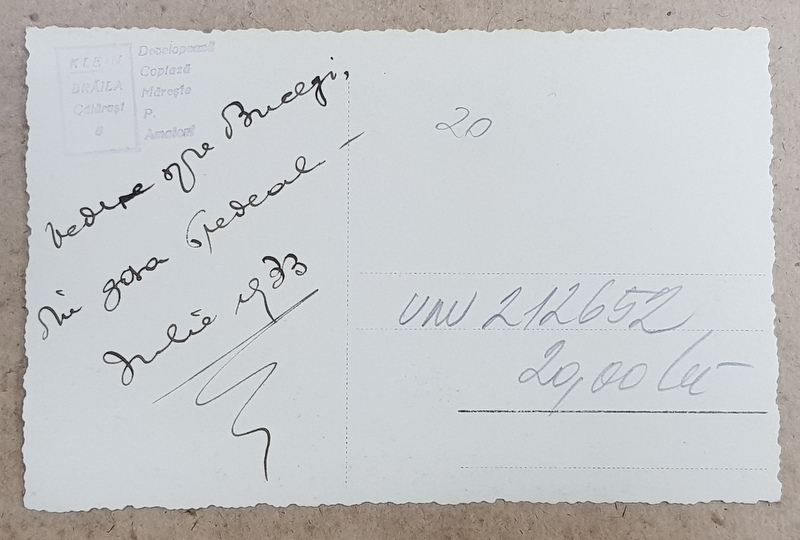 KLEIN
BRĂILA
Călărași
8
Developează
Copiază
Mărește
P.
Amatori
Vedere spre Bucegi,
din gara Predeal –
Iulie 1933
20
UNV 212652
20,00 lei